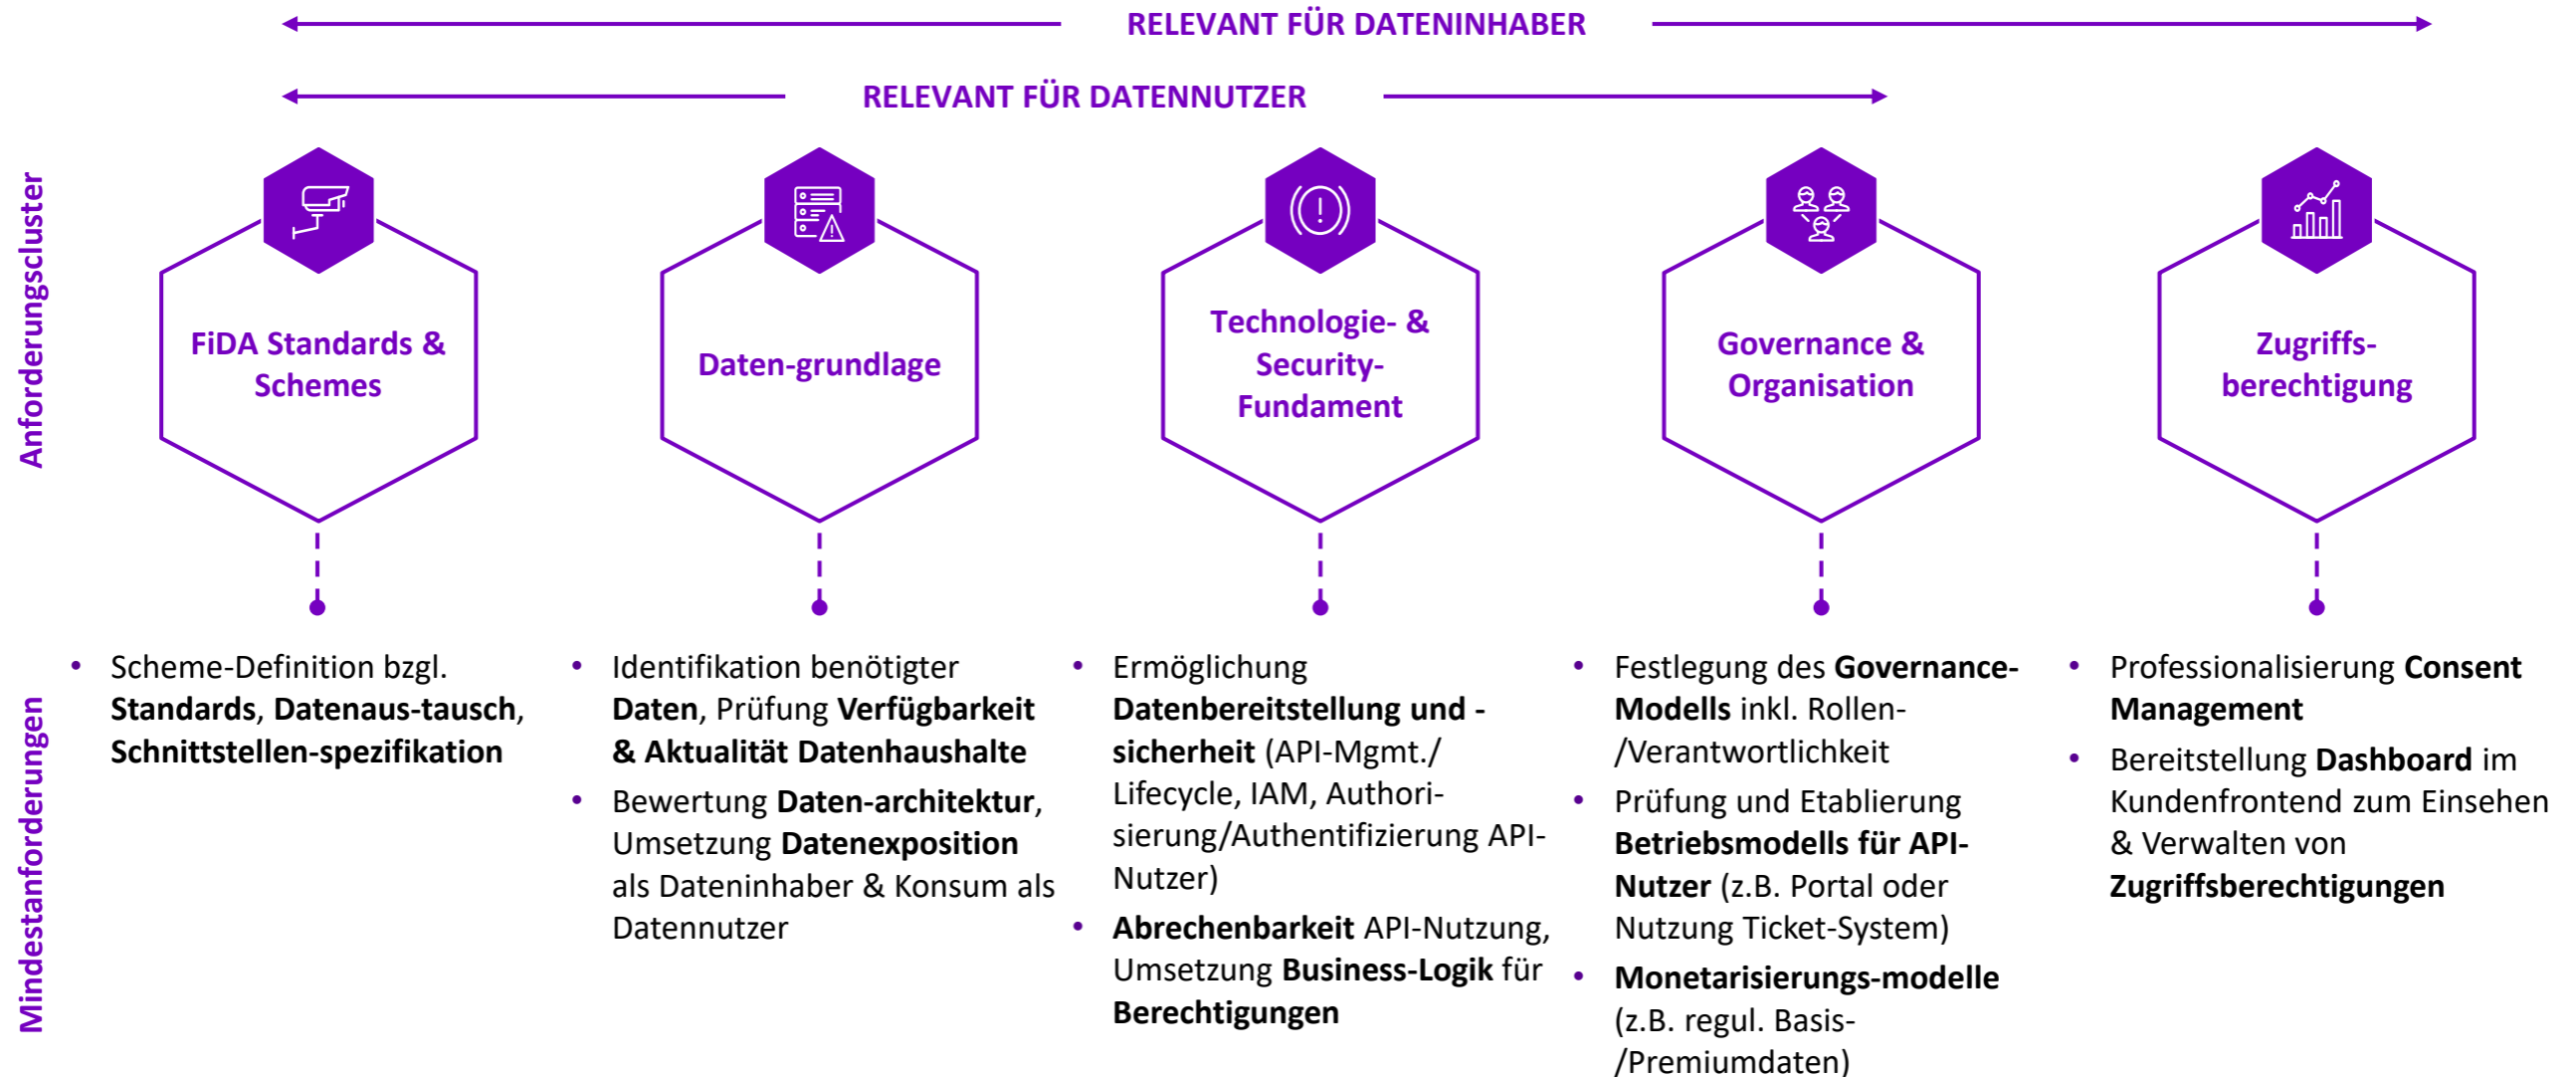 RELEVANT FÜR DATENINHABER
RELEVANT FÜR DATENNUTZER
Anforderungscluster
FiDA Standards &
Schemes
Daten-grundlage
Technologie- &
Security-
Fundament
Governance &
Organisation
Zugriffs-
berechtigung
Mindestanforderungen
• Scheme-Definition bzgl.
Standards, Datenaus-tausch,
Schnittstellen-spezifikation
• Identifikation benötigter
Daten, Prüfung Verfügbarkeit
& Aktualität Datenhaushalte
• Bewertung Daten-architektur,
Umsetzung Datenexposition
als Dateninhaber & Konsum als
Datennutzer
• Ermöglichung
Datenbereitstellung und -
sicherheit (API-Mgmt./
Lifecycle, IAM, Authori-
sierung/Authentifizierung API-
Nutzer)
• Abrechenbarkeit API-Nutzung,
Umsetzung Business-Logik für
Berechtigungen
• Festlegung des Governance-
Modells inkl. Rollen-
/Verantwortlichkeit
• Prüfung und Etablierung
Betriebsmodells für API-
Nutzer (z.B. Portal oder
Nutzung Ticket-System)
• Monetarisierungs-modelle
(z.B. regul. Basis-
/Premiumdaten)
• Professionalisierung Consent
Management
• Bereitstellung Dashboard im
Kundenfrontend zum Einsehen
& Verwalten von
Zugriffsberechtigungen